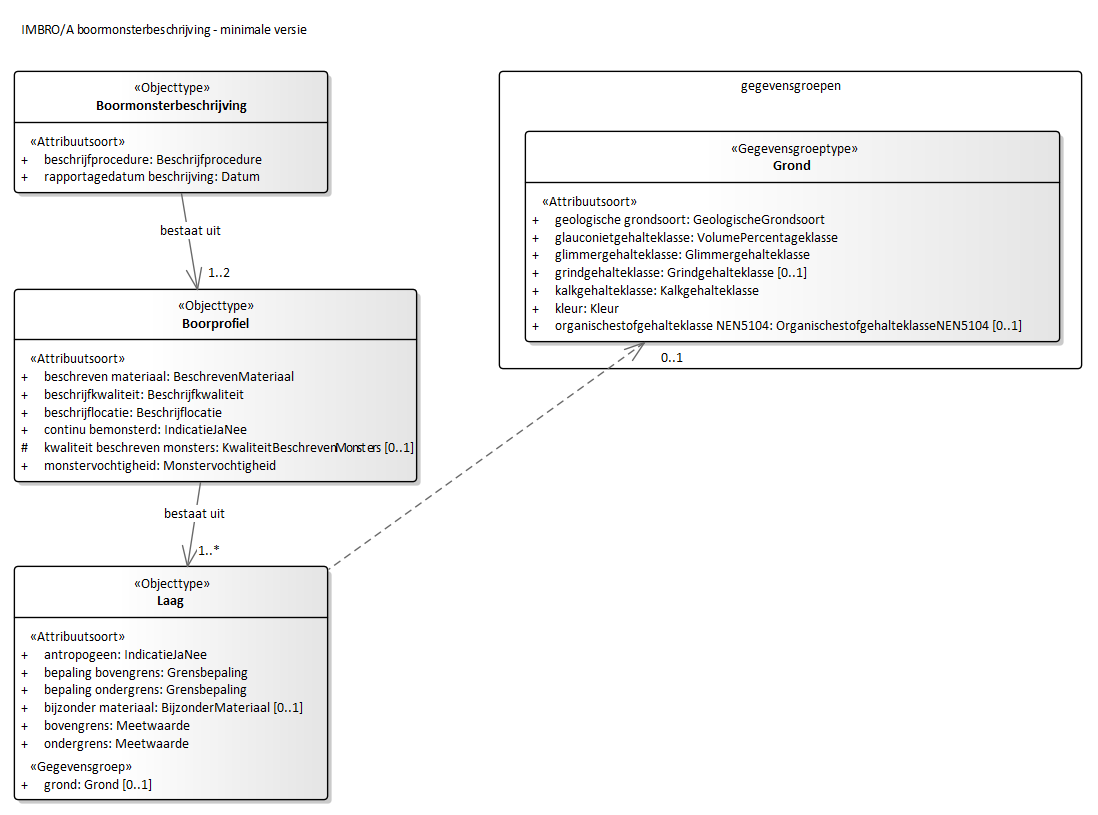 IMBRO/A boormonsterbeschrijving - minimale versie
«Objecttype»
Boormonsterbeschrijving
«Attribuutsoort»
+ beschrijfprocedure: Beschrijfprocedure
+ rapportagedatum beschrijving: Datum
bestaat uit
1..2
«Objecttype»
Boorprofiel
«Attribuutsoort»
+ beschreven materiaal: BeschrevenMateriaal
+ beschrijfkwaliteit: Beschrijfkwaliteit
+ beschrijflocatie: Beschrijflocatie
+ continu bemonsterd: IndicatieJaNee
# kwaliteit beschreven monsters: KwaliteitBeschrevenMonsters [0..1]
+ monstervochtigheid: Monstervochtigheid
bestaat uit
1..*
«Objecttype»
Laag
«Attribuutsoort»
+ antropogeen: IndicatieJaNee
+ bepaling bovengrens: Grensbepaling
+ bepaling ondergrens: Grensbepaling
+ bijzonder materiaal: BijzonderMateriaal [0..1]
+ bovengrens: Meetwaarde
+ ondergrens: Meetwaarde
«Gegevensgroep»
+ grond: Grond [0..1]
gegevensgroepen
«Gegevensgroeptype»
Grond
«Attribuutsoort»
+ geologische grondsoort: GeologischeGrondsoort
+ glauconietgehalteklasse: VolumePercentageklasse
+ glimmergehalteklasse: Glimmergehalteklasse
+ grindgehalteklasse: Grindgehalteklasse [0..1]
+ kalkgehalteklasse: Kalkgehalteklasse
+ kleur: Kleur
+ organischestofgehalteklasse NEN5104: OrganischestofgehalteklasseNEN5104 [0..1]
0..1